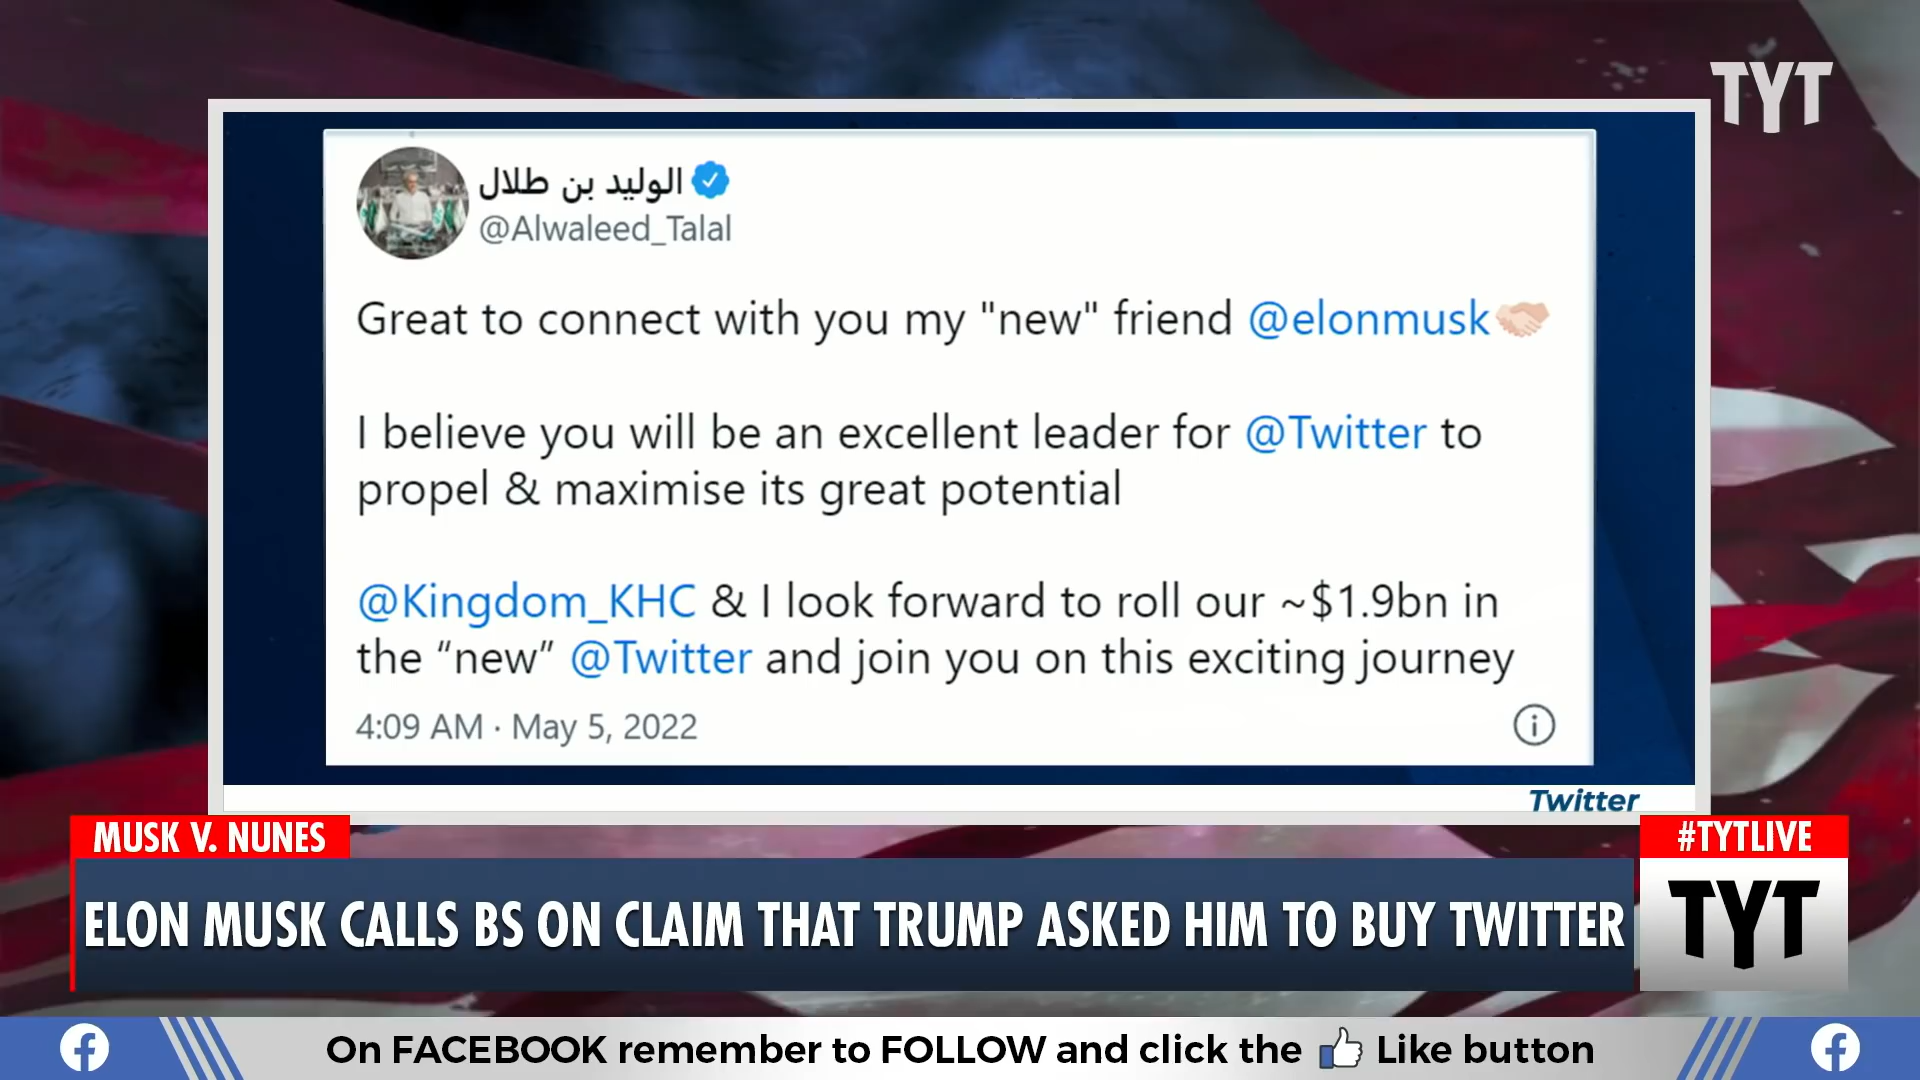 TYT
الوليد بن طلال
@Alwaleed_Talal
Great to connect with you my "new" friend @elonmusk🤝🏻
I believe you will be an excellent leader for @Twitter to
propel & maximise its great potential
@Kingdom_KHC & I look forward to roll our ~$1.9bn in
the “new” @Twitter and join you on this exciting journey
4:09 AM · May 5, 2022
Twitter
MUSK V. NUNES
#TYTLIVE
ELON MUSK CALLS BS ON CLAIM THAT TRUMP ASKED HIM TO BUY TWITTER
TYT
On FACEBOOK remember to FOLLOW and click the 👍 Like button